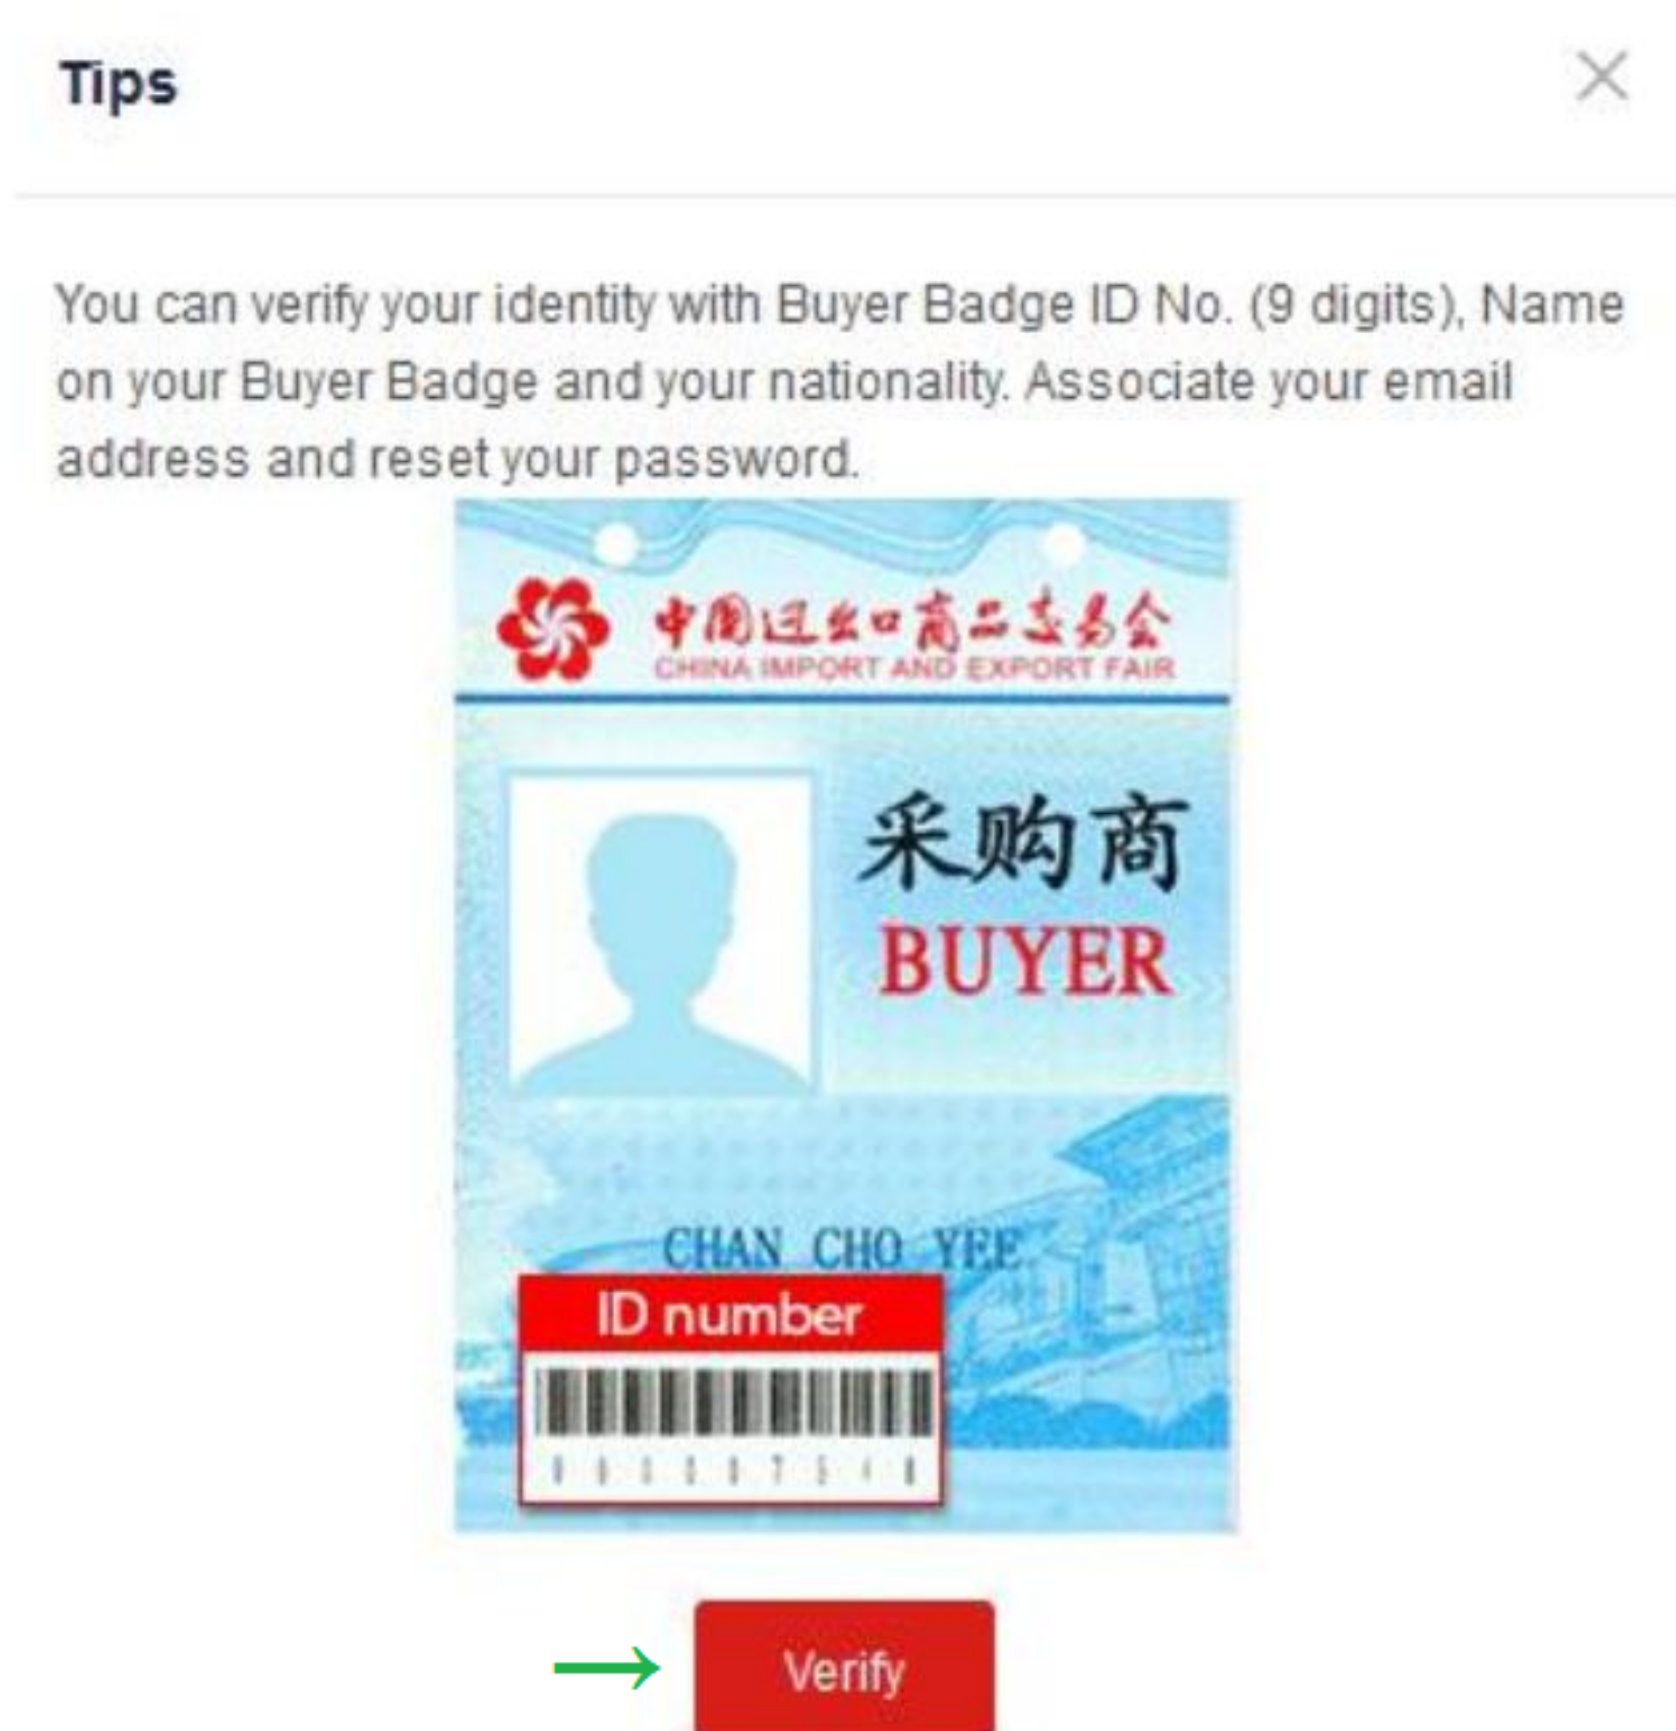 Tips
You can verify your identity with Buyer Badge ID No. (9 digits), Name
on your Buyer Badge and your nationality. Associate your email
address and reset your password.
中国进出口商品交易会
CHINA IMPORT AND EXPORT FAIR
采购商
BUYER
CHAN CHO YEE
ID number
Verify